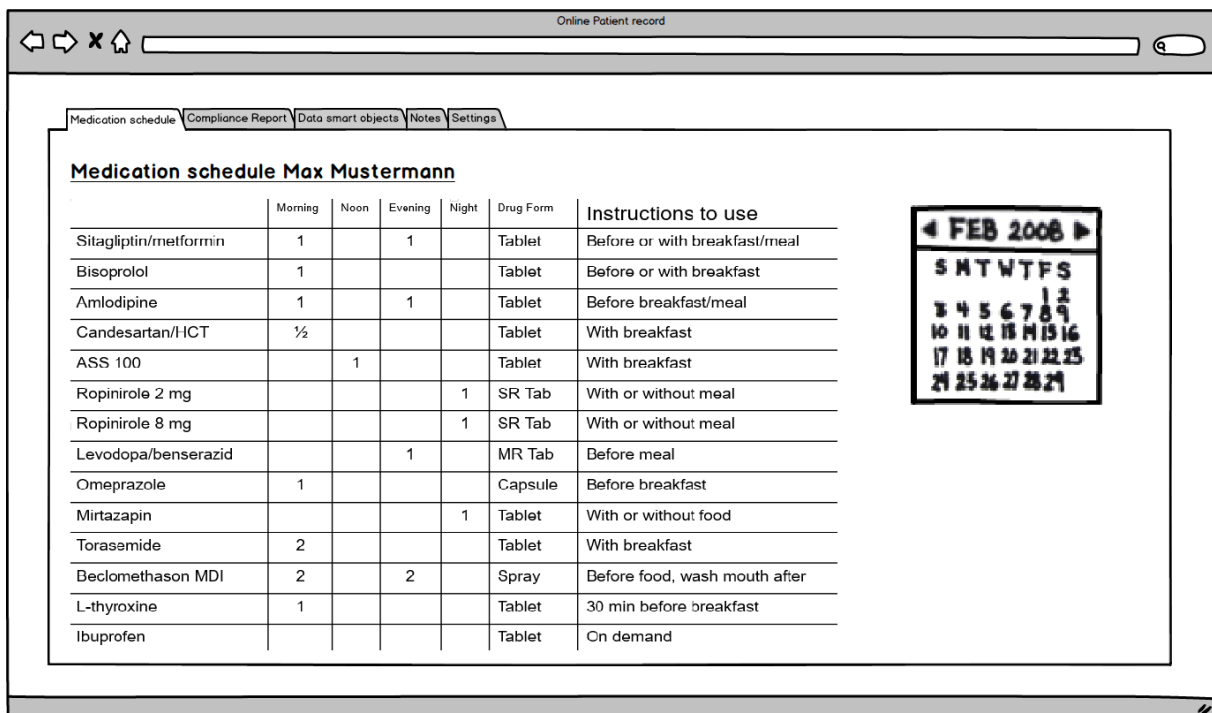 Online Patient record
Medication schedule Compliance Report Data smart objects Notes Settings
Medication schedule Max Mustermann
Morning Noon Evening Night Drug Form Instructions to use
Sitagliptin/metformin 1 1 Tablet Before or with breakfast/meal
Bisoprolol 1 Tablet Before or with breakfast
Amlodipine 1 1 Tablet Before breakfast/meal
Candesartan/HCT ½ Tablet With breakfast
ASS 100 1 Tablet With breakfast
Ropinirole 2 mg 1 SR Tab With or without meal
Ropinirole 8 mg 1 SR Tab With or without meal
Levodopa/benserazid 1 MR Tab Before meal
Omeprazole 1 Capsule Before breakfast
Mirtazapin 1 Tablet With or without food
Torasemide 2 Tablet With breakfast
Beclomethason MDI 2 2 Spray Before food, wash mouth after
L-thyroxine 1 Tablet 30 min before breakfast
Ibuprofen Tablet On demand
FEB 2008
S M T W T F S
1 2
3 4 5 6 7 8 9
10 11 12 13 14 15 16
17 18 19 20 21 22 23
24 25 26 27 28 29